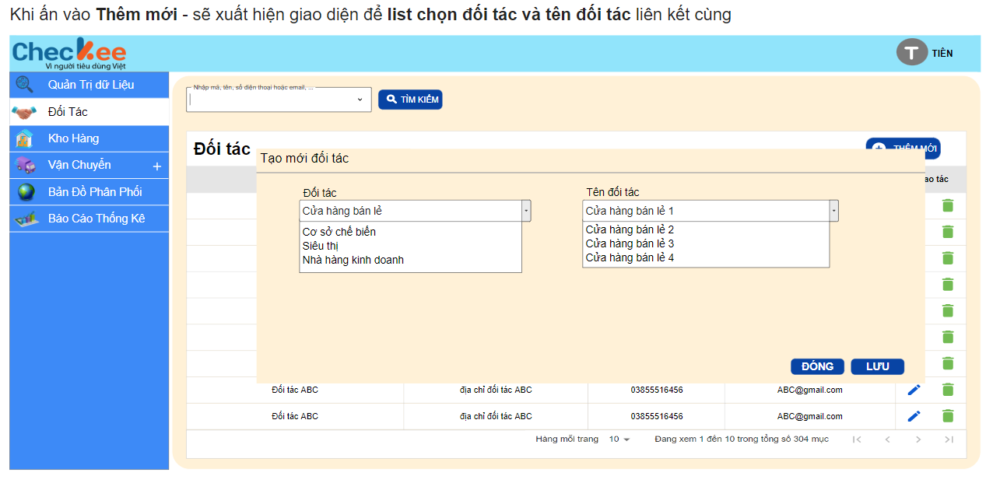 Khi ấn vào Thêm mới - sẽ xuất hiện giao diện để list chọn đối tác và tên đối tác liên kết cùng
Checkee
Vì người tiêu dùng Việt
T TIÊN
Quản Trị dữ Liệu
Đối Tác
Kho Hàng
Vận Chuyển +
Bản Đồ Phân Phối
Báo Cáo Thống Kê
Nhập mã, tên, số điện thoại hoặc email, ...
TÌM KIẾM
Đối tác
THÊM MỚI
Tạo mới đối tác
ao tác
Đối tác Tên đối tác
Cửa hàng bán lẻ Cửa hàng bán lẻ 1
Cơ sở chế biến Cửa hàng bán lẻ 2
Siêu thị Cửa hàng bán lẻ 3
Nhà hàng kinh doanh Cửa hàng bán lẻ 4
ĐÓNG LƯU
Đối tác ABC địa chỉ đối tác ABC 03855516456 ABC@gmail.com
Đối tác ABC địa chỉ đối tác ABC 03855516456 ABC@gmail.com
Hàng mỗi trang 10 Đang xem 1 đến 10 trong tổng số 304 mục